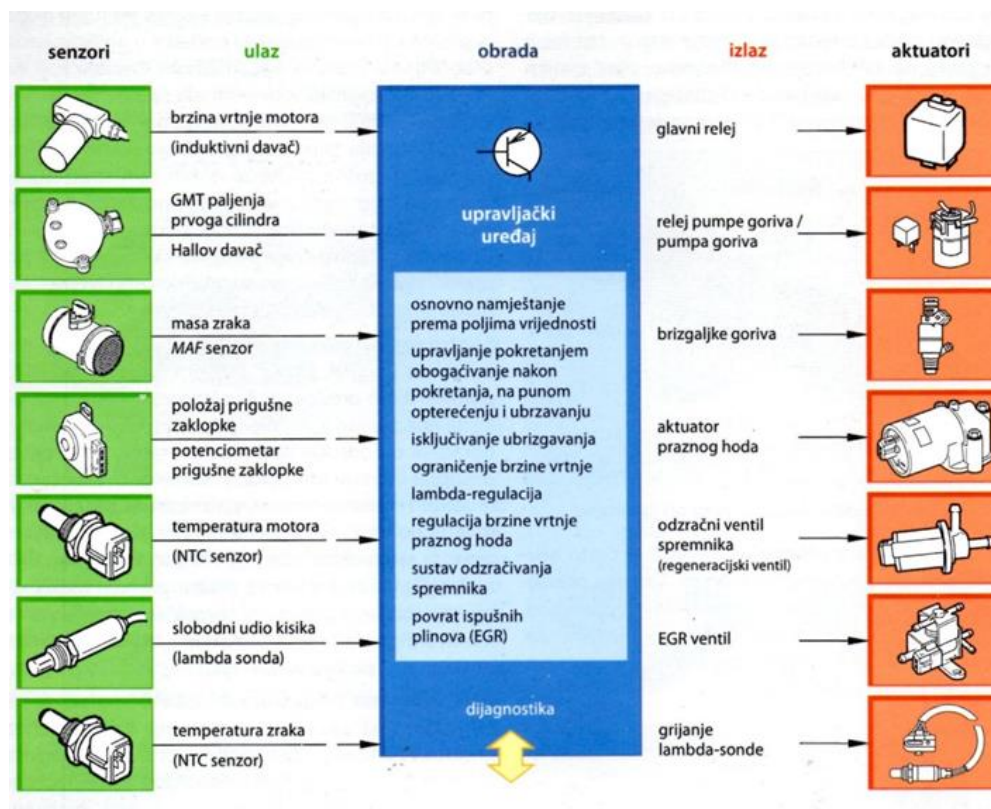 senzori
ulaz
obrada
izlaz
aktuatori
brzina vrtnje motora
(induktivni davač)
GMT paljenja
prvoga cilindra
Hallov davač
masa zraka
MAF senzor
položaj prigušne
zaklopke
potenciometar
prigušne zaklopke
temperatura motora
(NTC senzor)
slobodni udio kisika
(lambda sonda)
temperatura zraka
(NTC senzor)
upravljački
uređaj
osnovno namještanje
prema poljima vrijednosti
upravljanje pokretanjem
obogaćivanje nakon
pokretanja, na punom
opterećenju i ubrzavanju
isključivanje ubrizgavanja
ograničenje brzine vrtnje
lambda-regulacija
regulacija brzine vrtnje
praznog hoda
sustav odzračivanja
spremnika
povrat ispušnih
plinova (EGR)
dijagnostika
glavni relej
relej pumpe goriva /
pumpa goriva
brizgaljke goriva
aktuator
praznog hoda
odzračni ventil
spremnika
(regeneracijski ventil)
EGR ventil
grijanje
lambda-sonde